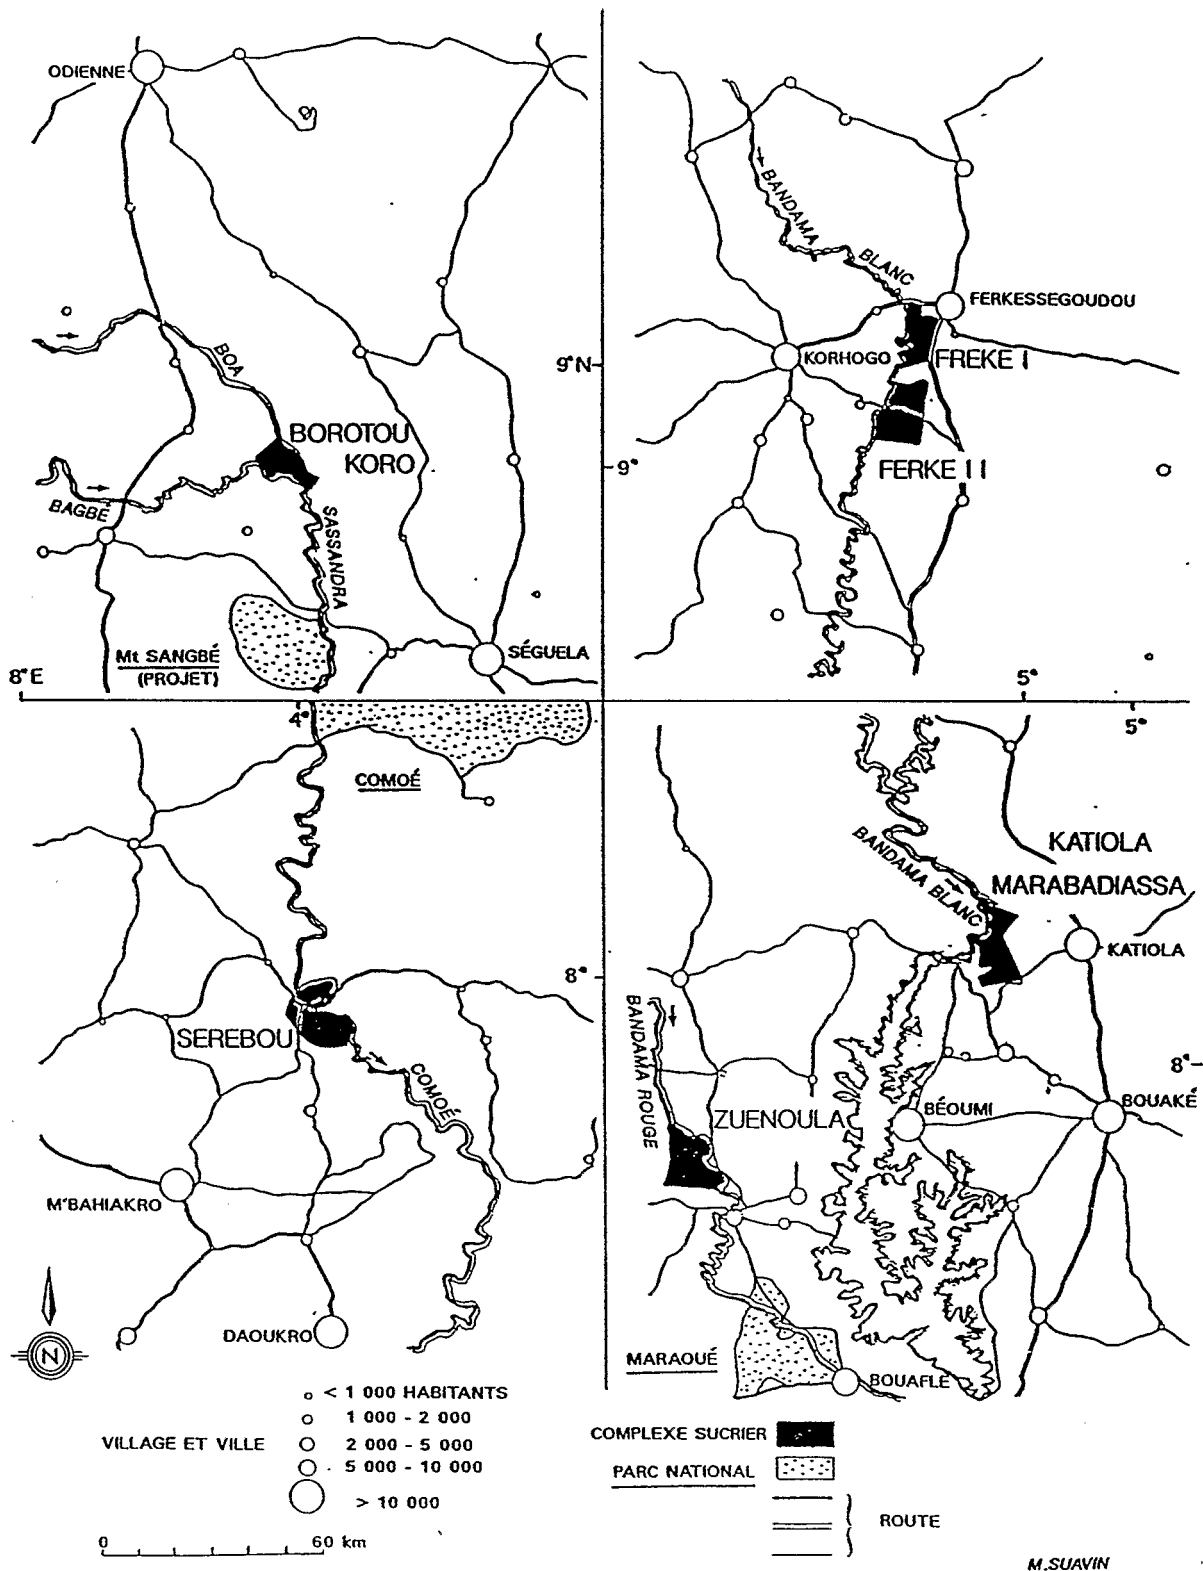 ODIENNE
BOA
BOROTOU
KORO
BAGBÉ
SASSANDRA
Mt SANGBÉ
(PROJET)
SÉGUELA
8°E
9°N
BANDAMA
BLANC
FERKESSEGOUDOU
KORHOGO
FREKE I
FERKE II
9°
5°
4°
COMOÉ
8°
SEREBOU
COMOÉ
M'BAHIAKRO
DAOUKRO
N
5°
KATIOLA
MARABADIASSA
BANDAMA BLANC
KATIOLA
BANDAMA ROUGE
8°
ZUENOULA
BÉOUMI
BOUAKÉ
MARAOUÉ
BOUAFLÉ
< 1 000 HABITANTS
1 000 - 2 000
VILLAGE ET VILLE
2 000 - 5 000
5 000 - 10 000
> 10 000
0 60 km
COMPLEXE SUCRIER
PARC NATIONAL
ROUTE
M.SUAVIN